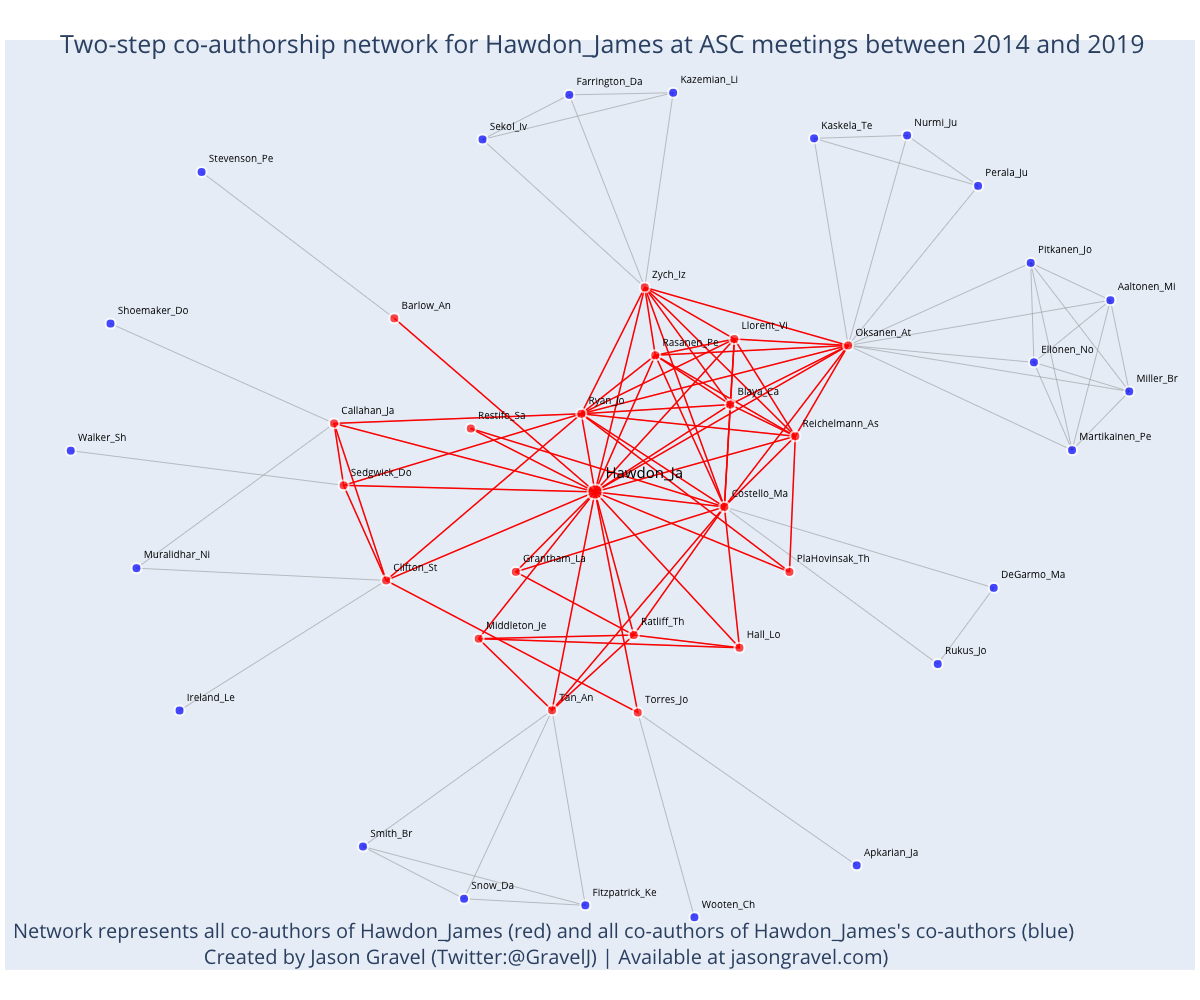 Two-step co-authorship network for Hawdon_James at ASC meetings between 2014 and 2019
Farrington_Da
Kazemian_Li
Sekol_Iv
Kaskela_Te
Nurmi_Ju
Stevenson_Pe
Perala_Ju
Pitkanen_Jo
Zych_Iz
Aaltonen_Mi
Barlow_An
Shoemaker_Do
Llorent_Vi
Oksanen_At
Rasanen_Pe
Ellonen_No
Miller_Br
Blaya_Ca
Ryan_Jo
Callahan_Ja
Restifo_Sa
Reichelmann_As
Walker_Sh
Martikainen_Pe
Sedgwick_Do
Hawdon_Ja
Costello_Ma
Muralidhar_Ni
Grantham_La
PlaHovinsak_Th
Clifton_St
DeGarmo_Ma
Middleton_Je
Ratliff_Th
Hall_Lo
Rukus_Jo
Ireland_Le
Tan_An
Torres_Jo
Smith_Br
Apkarian_Ja
Snow_Da
Fitzpatrick_Ke
Wooten_Ch
Network represents all co-authors of Hawdon_James (red) and all co-authors of Hawdon_James's co-authors (blue)
Created by Jason Gravel (Twitter:@GravelJ) | Available at jasongravel.com)